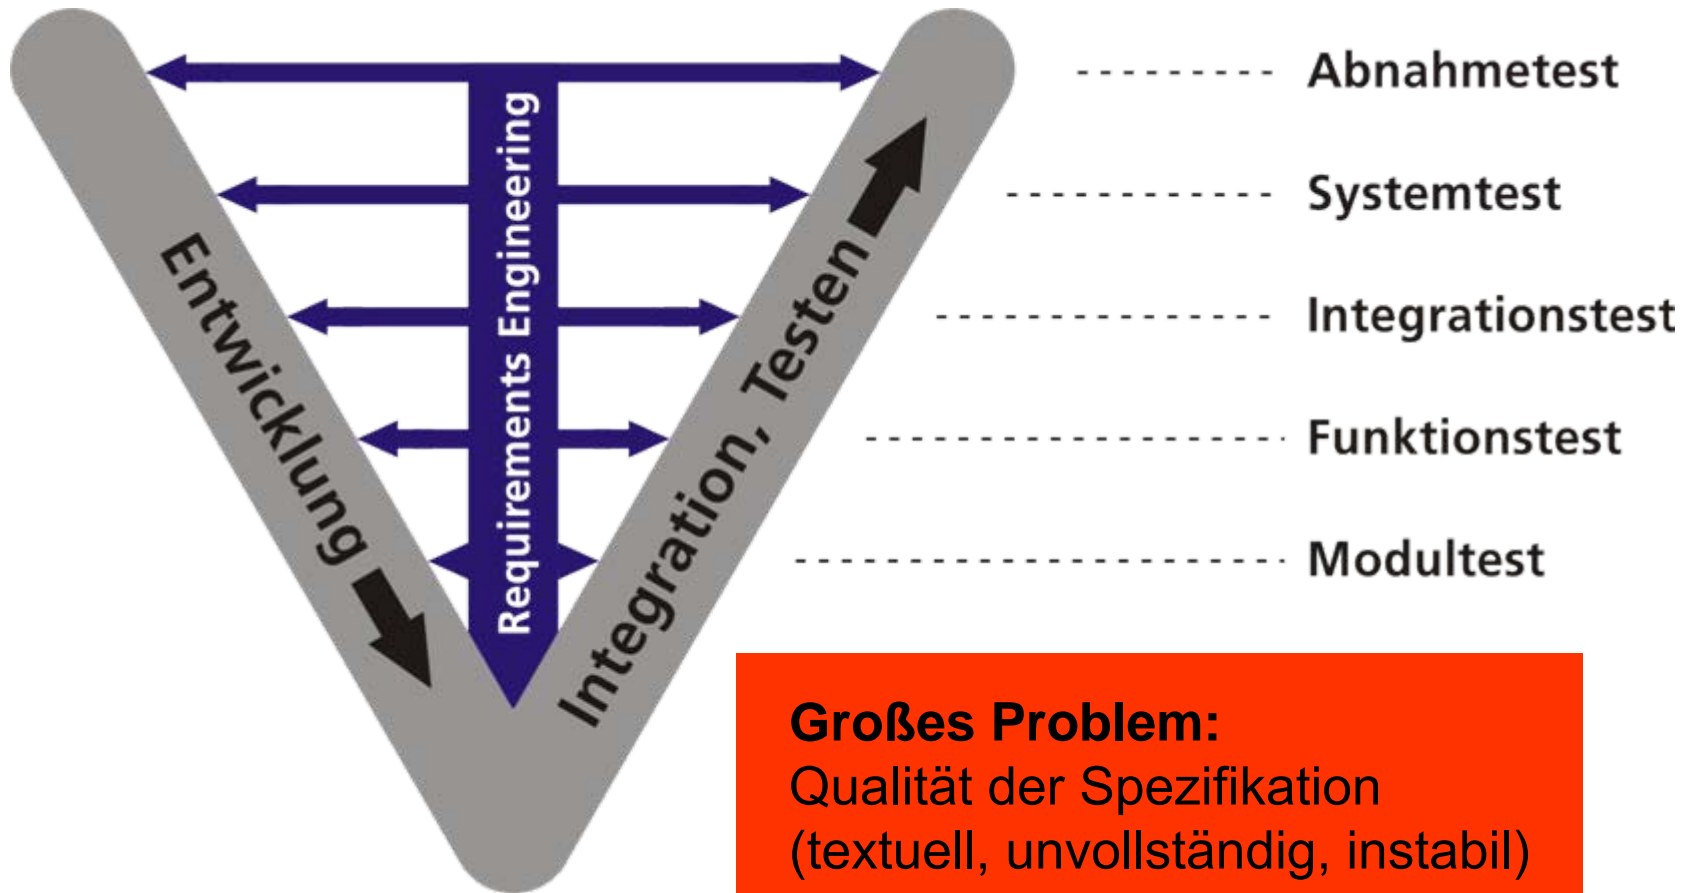 Entwicklung
Requirements Engineering
Integration, Testen
Abnahmetest
Systemtest
Integrationstest
Funktionstest
Modultest
Großes Problem:
Qualität der Spezifikation
(textuell, unvollständig, instabil)